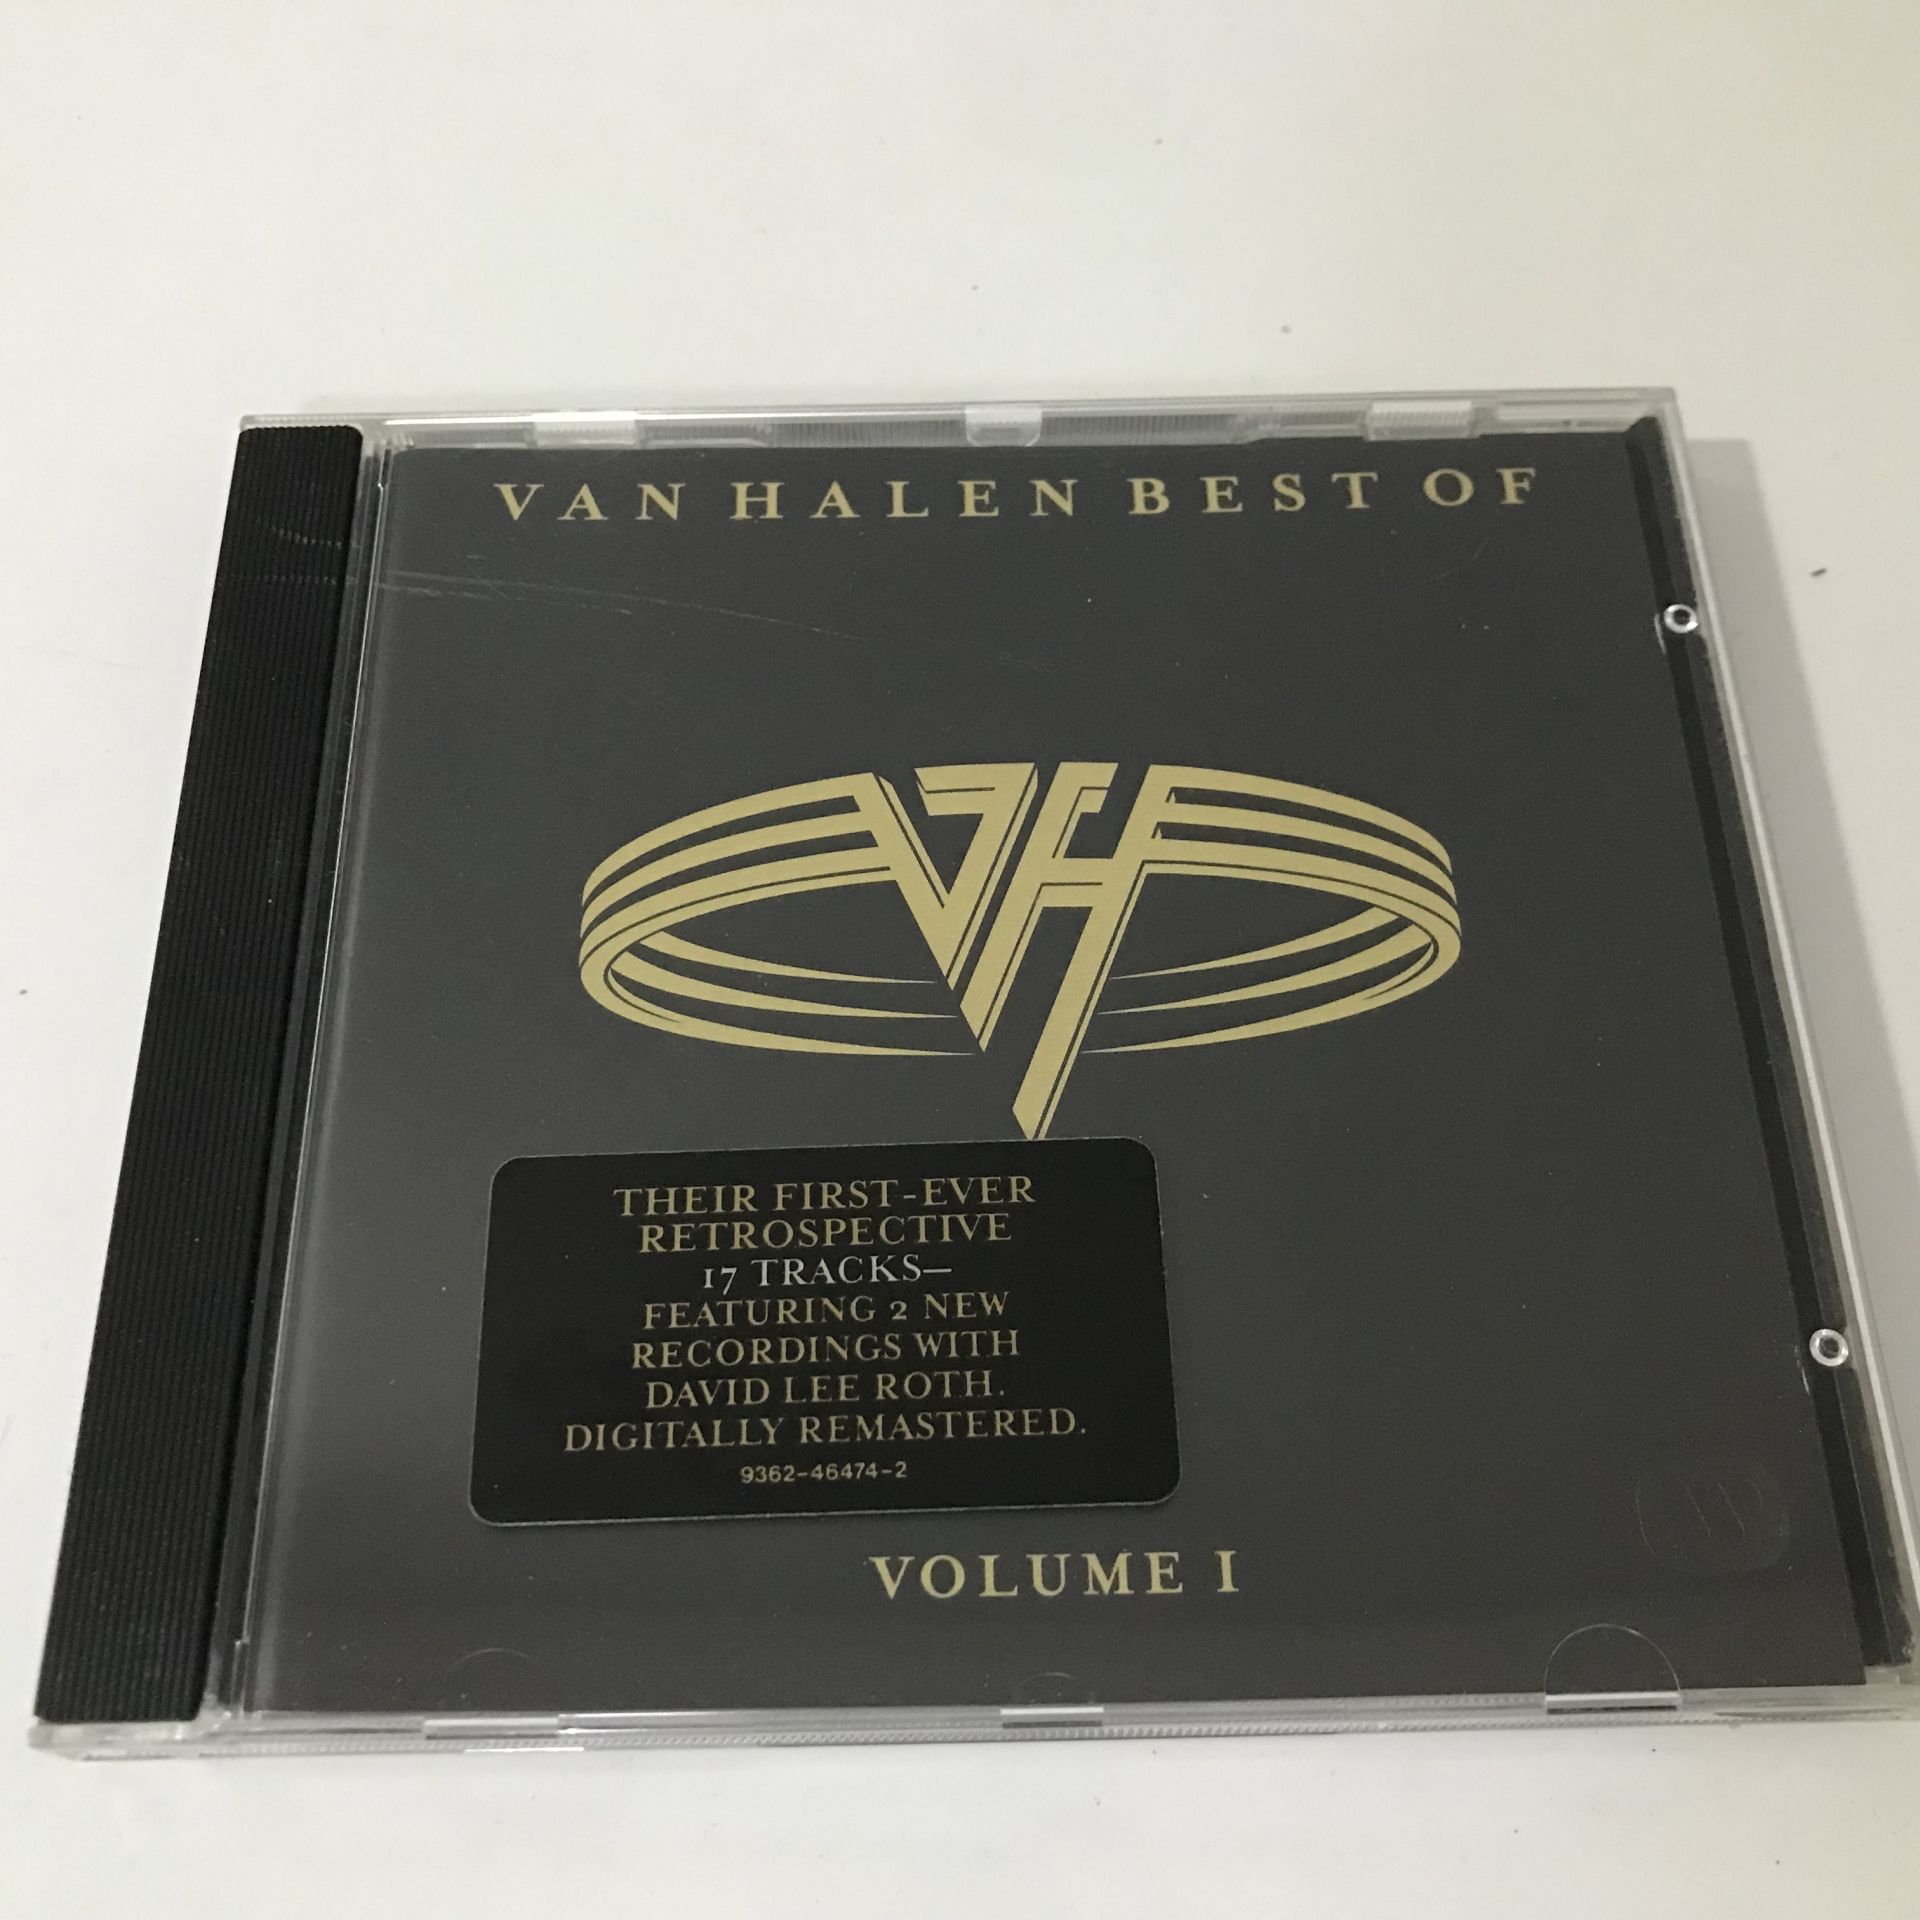 VAN HALEN BEST OF
VH
THEIR FIRST-EVER
RETROSPECTIVE
17 TRACKS—
FEATURING 2 NEW
RECORDINGS WITH
DAVID LEE ROTH.
DIGITALLY REMASTERED.
9362-46474-2
VOLUME I